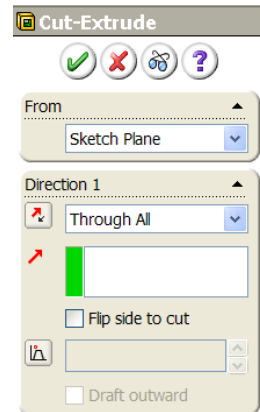 Cut-Extrude
?
From
Sketch Plane
Direction 1
Through All
Flip side to cut
Draft outward